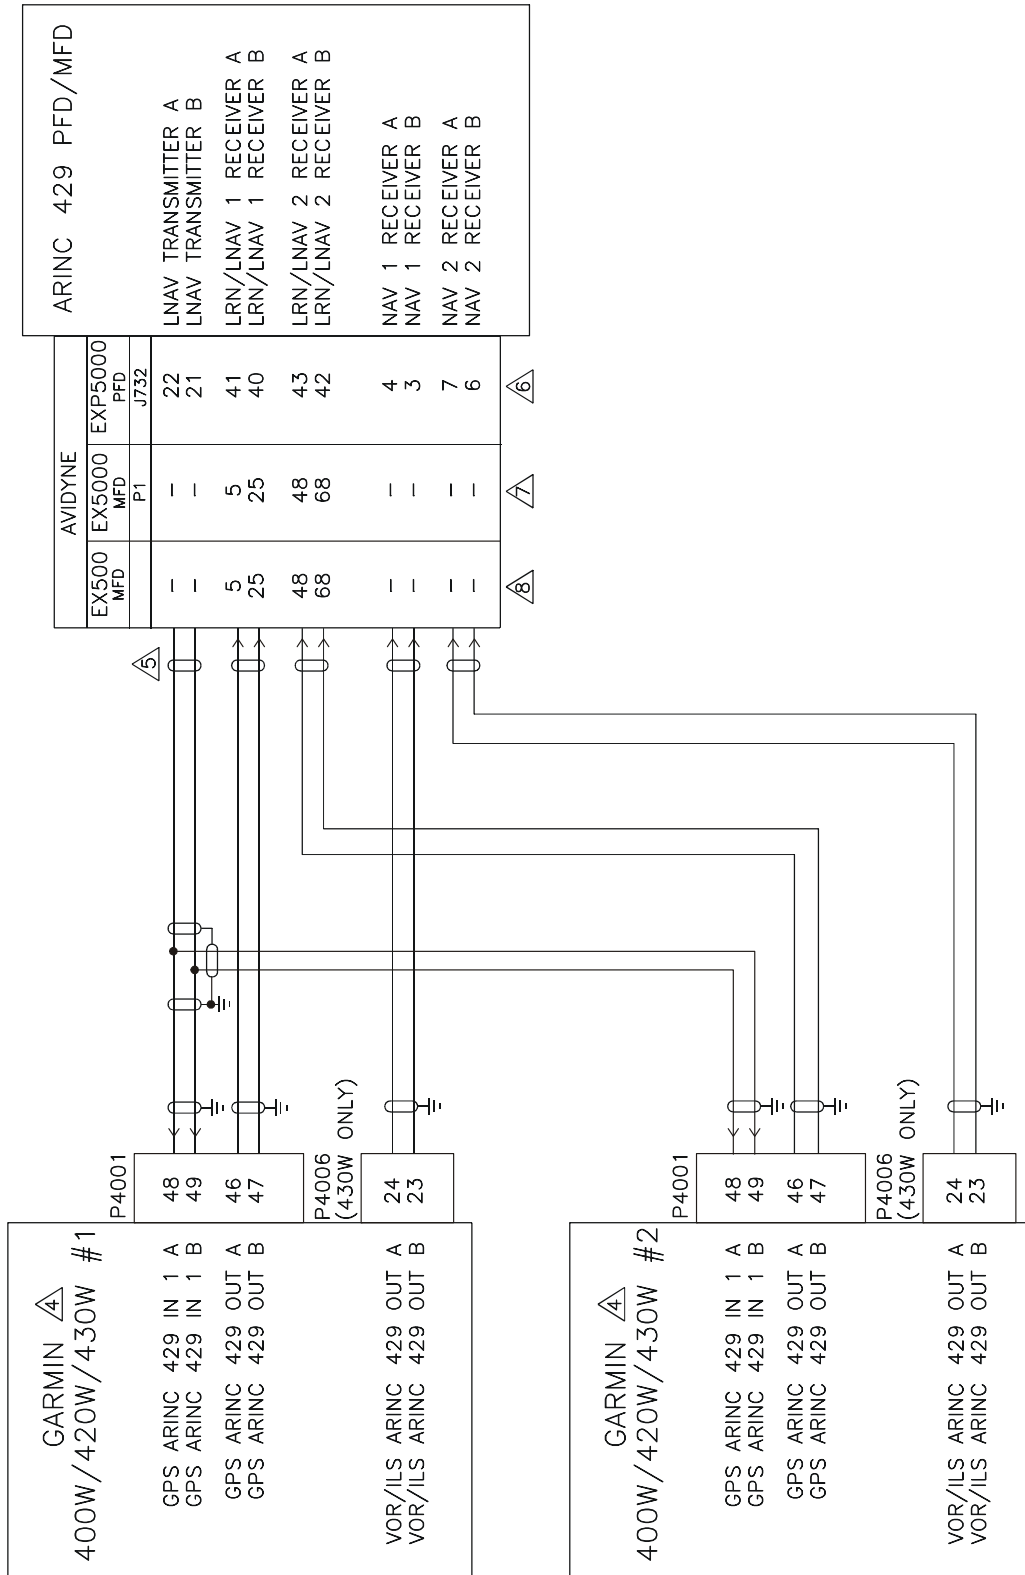 GARMIN 4
400W/420W/430W #1
P4001
GPS ARINC 429 IN 1 A 48
GPS ARINC 429 IN 1 B 49
GPS ARINC 429 OUT A 46
GPS ARINC 429 OUT B 47
P4006
(430W ONLY)
VOR/ILS ARINC 429 OUT A 24
VOR/ILS ARINC 429 OUT B 23
GARMIN 4
400W/420W/430W #2
P4001
GPS ARINC 429 IN 1 A 48
GPS ARINC 429 IN 1 B 49
GPS ARINC 429 OUT A 46
GPS ARINC 429 OUT B 47
P4006
(430W ONLY)
VOR/ILS ARINC 429 OUT A 24
VOR/ILS ARINC 429 OUT B 23
5
AVIDYNE
EX500 EX5000 EXP5000
MFD MFD PFD
P1 J732
ARINC 429 PFD/MFD
– – 22 LNAV TRANSMITTER A
– – 21 LNAV TRANSMITTER B
5 5 41 LRN/LNAV 1 RECEIVER A
25 25 40 LRN/LNAV 1 RECEIVER B
48 48 43 LRN/LNAV 2 RECEIVER A
68 68 42 LRN/LNAV 2 RECEIVER B
– – 4 NAV 1 RECEIVER A
– – 3 NAV 1 RECEIVER B
– – 7 NAV 2 RECEIVER A
– – 6 NAV 2 RECEIVER B
8 7 6